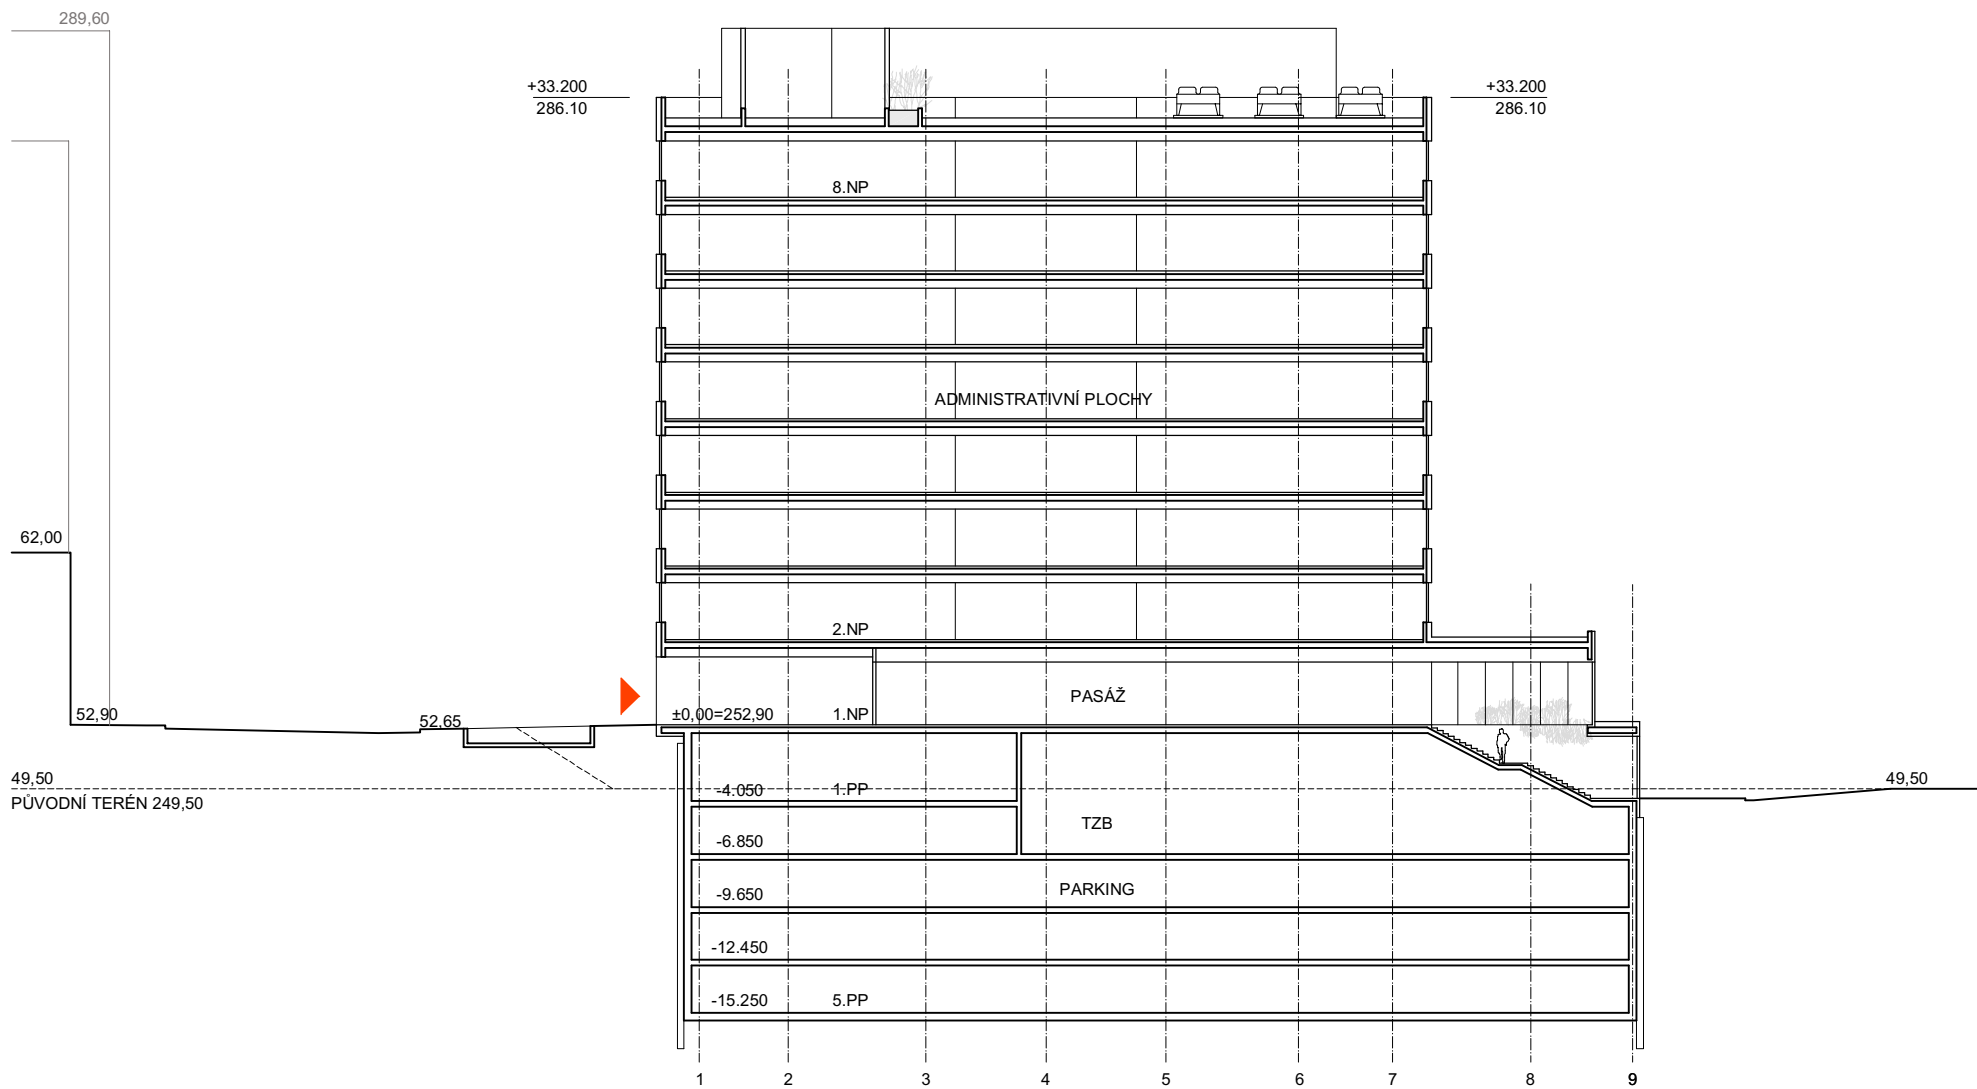 289,60
+33.200
286.10
+33.200
286.10
8.NP
ADMINISTRATIVNÍ PLOCHY
62,00
2.NP
PASÁŽ
52,90
52,65
±0,00=252,90
1.NP
49,50
PŮVODNÍ TERÉN 249,50
49,50
-4.050
1.PP
TZB
-6.850
PARKING
-9.650
-12.450
-15.250
5.PP
1 2 3 4 5 6 7 8 9